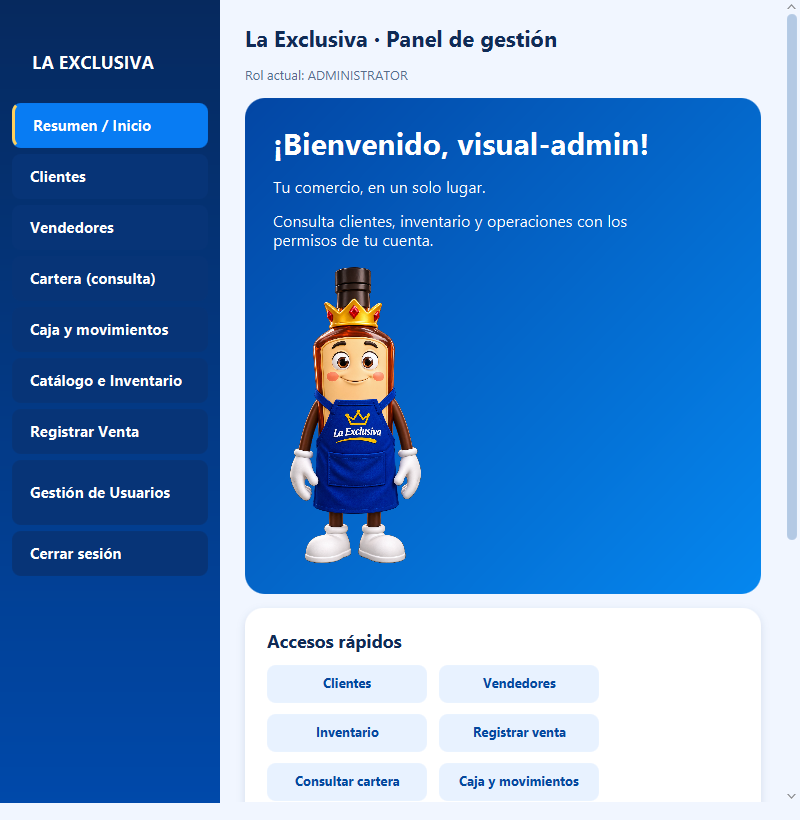 LA EXCLUSIVA
Resumen / Inicio
Clientes
Vendedores
Cartera (consulta)
Caja y movimientos
Catálogo e Inventario
Registrar Venta
Gestión de Usuarios
Cerrar sesión
La Exclusiva · Panel de gestión
Rol actual: ADMINISTRATOR
¡Bienvenido, visual-admin!
Tu comercio, en un solo lugar.
Consulta clientes, inventario y operaciones con los
permisos de tu cuenta.
La Exclusiva
Accesos rápidos
Clientes
Vendedores
Inventario
Registrar venta
Consultar cartera
Caja y movimientos